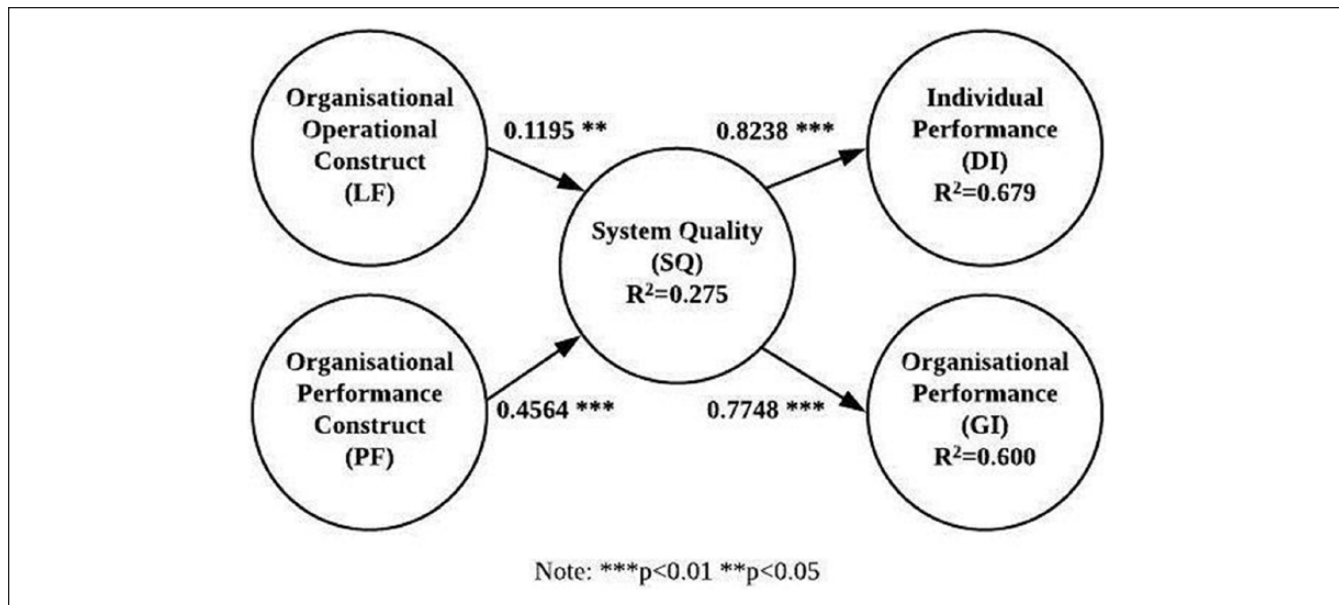 Organisational
Operational
Construct
(LF)
0.1195 **
Organisational
Performance
Construct
(PF)
0.4564 ***
System Quality
(SQ)
R²=0.275
0.8238 ***
Individual
Performance
(DI)
R²=0.679
0.7748 ***
Organisational
Performance
(GI)
R²=0.600
Note: ***p<0.01 **p<0.05